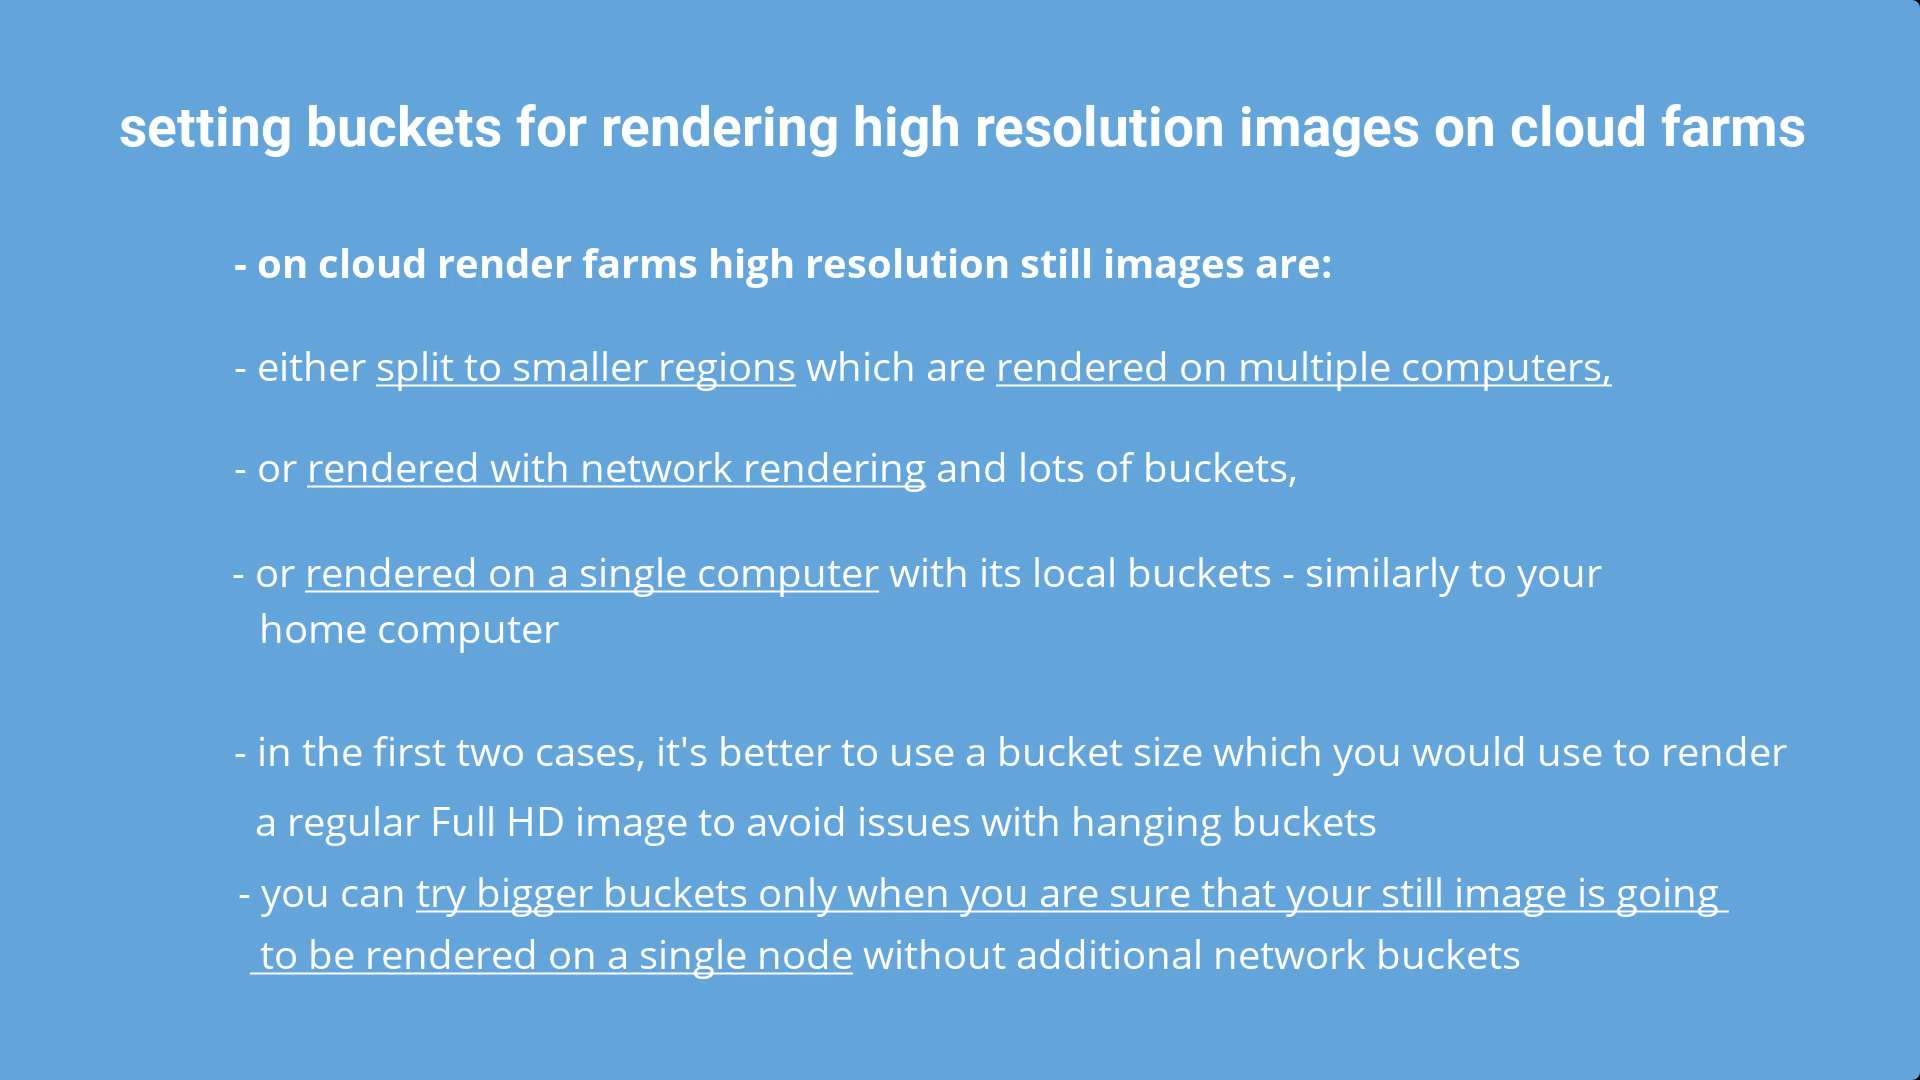 setting buckets for rendering high resolution images on cloud farms
- on cloud render farms high resolution still images are:
- either split to smaller regions which are rendered on multiple computers,
- or rendered with network rendering and lots of buckets,
- or rendered on a single computer with its local buckets - similarly to your
home computer
- in the first two cases, it's better to use a bucket size which you would use to render
a regular Full HD image to avoid issues with hanging buckets
- you can try bigger buckets only when you are sure that your still image is going
to be rendered on a single node without additional network buckets